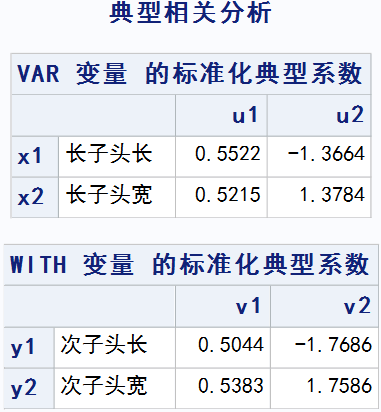 典型相关分析
VAR 变量 的标准化典型系数
u1 u2
x1 长子头长 0.5522 -1.3664
x2 长子头宽 0.5215 1.3784
WITH 变量 的标准化典型系数
v1 v2
y1 次子头长 0.5044 -1.7686
y2 次子头宽 0.5383 1.7586